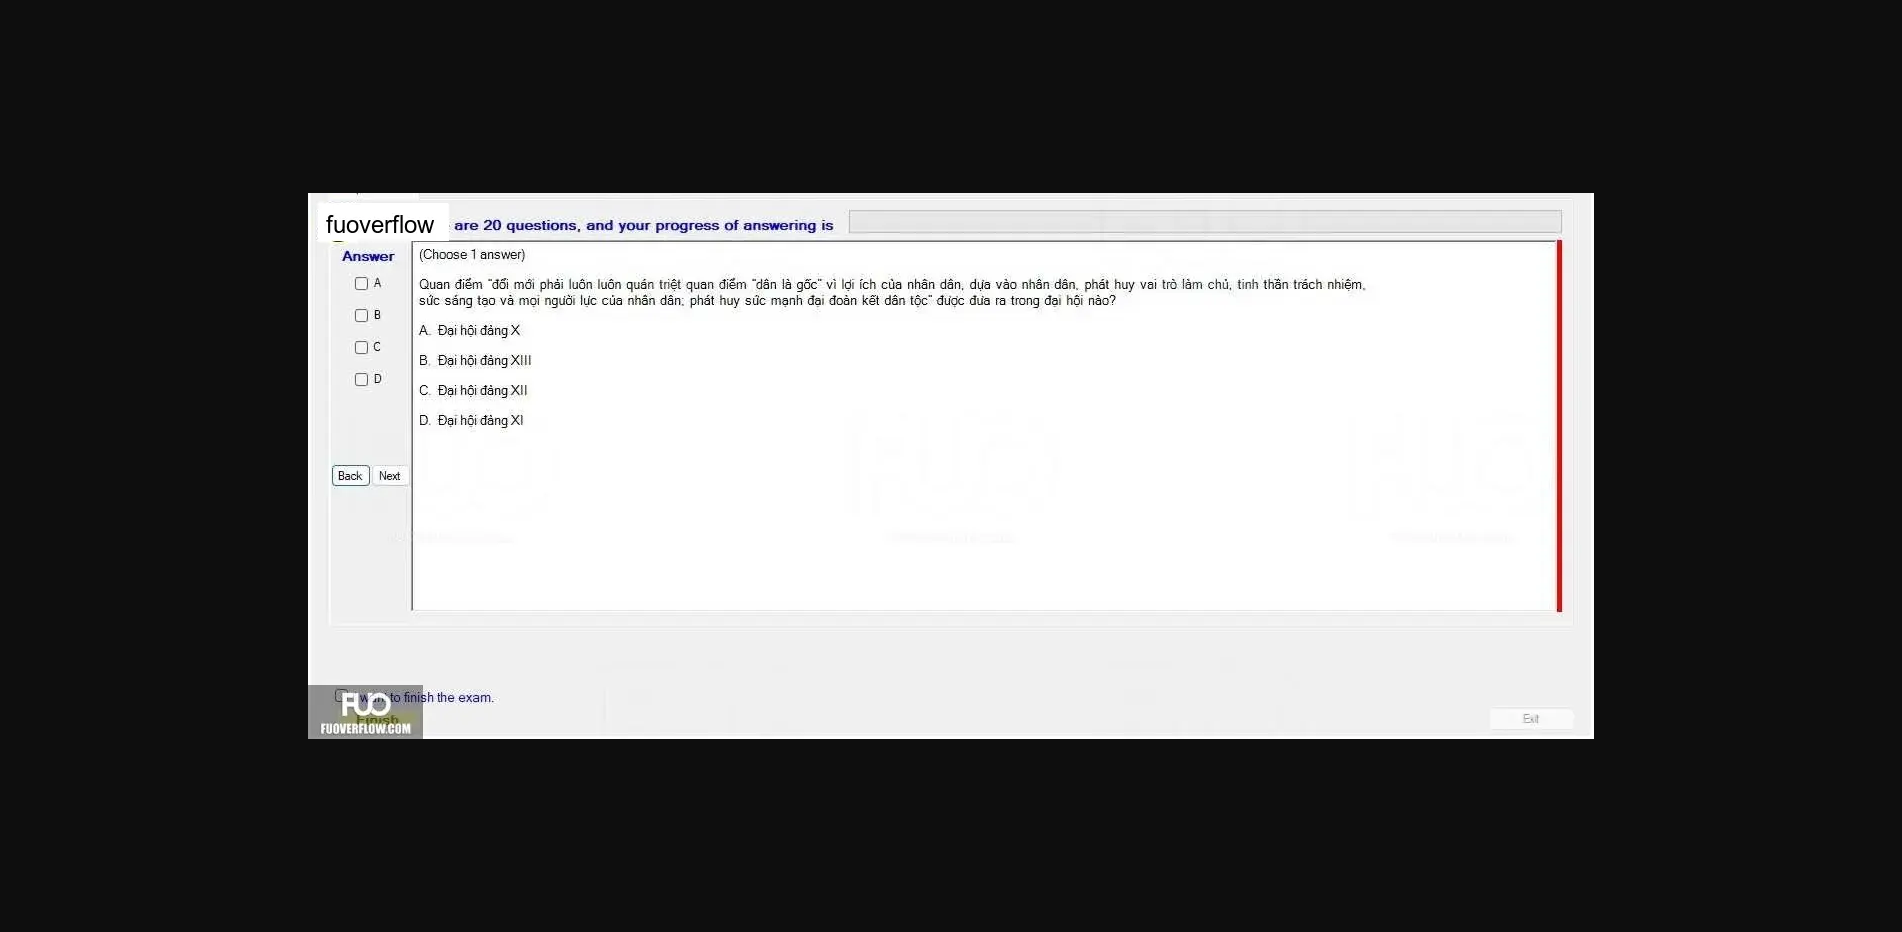 fuoverflow are 20 questions, and your progress of answering is
Answer
(Choose 1 answer)
A
B
C
D
Quan điểm "đổi mới phải luôn luôn quán triệt quan điểm "dân là gốc" vì lợi ích của nhân dân, dựa vào nhân dân, phát huy vai trò làm chủ, tinh thần trách nhiệm,
sức sáng tạo và mọi nguồi lực của nhân dân; phát huy sức mạnh đại đoàn kết dân tộc" được đưa ra trong đại hội nào?
A. Đại hội đảng X
B. Đại hội đảng XIII
C. Đại hội đảng XII
D. Đại hội đảng XI
Back Next
want to finish the exam.
Finish
FUO
FUOVERFLOW.COM
Exit